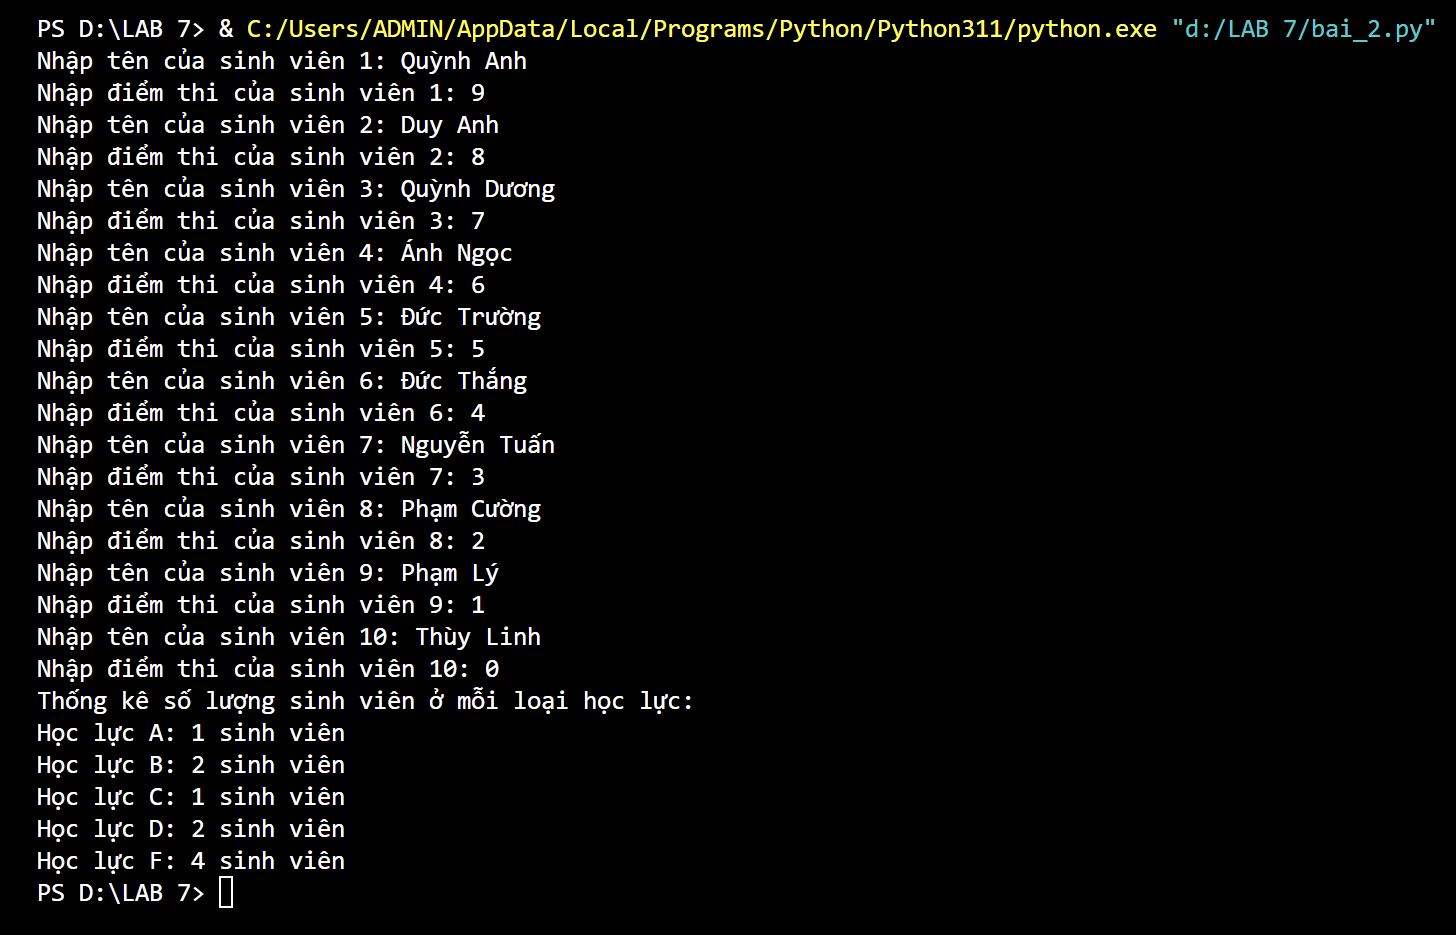 PS D:\LAB 7> & C:/Users/ADMIN/AppData/Local/Programs/Python/Python311/python.exe "d:/LAB 7/bai_2.py"
Nhập tên của sinh viên 1: Quỳnh Anh
Nhập điểm thi của sinh viên 1: 9
Nhập tên của sinh viên 2: Duy Anh
Nhập điểm thi của sinh viên 2: 8
Nhập tên của sinh viên 3: Quỳnh Dương
Nhập điểm thi của sinh viên 3: 7
Nhập tên của sinh viên 4: Ánh Ngọc
Nhập điểm thi của sinh viên 4: 6
Nhập tên của sinh viên 5: Đức Trường
Nhập điểm thi của sinh viên 5: 5
Nhập tên của sinh viên 6: Đức Thắng
Nhập điểm thi của sinh viên 6: 4
Nhập tên của sinh viên 7: Nguyễn Tuấn
Nhập điểm thi của sinh viên 7: 3
Nhập tên của sinh viên 8: Phạm Cường
Nhập điểm thi của sinh viên 8: 2
Nhập tên của sinh viên 9: Phạm Lý
Nhập điểm thi của sinh viên 9: 1
Nhập tên của sinh viên 10: Thùy Linh
Nhập điểm thi của sinh viên 10: 0
Thống kê số lượng sinh viên ở mỗi loại học lực:
Học lực A: 1 sinh viên
Học lực B: 2 sinh viên
Học lực C: 1 sinh viên
Học lực D: 2 sinh viên
Học lực F: 4 sinh viên
PS D:\LAB 7>